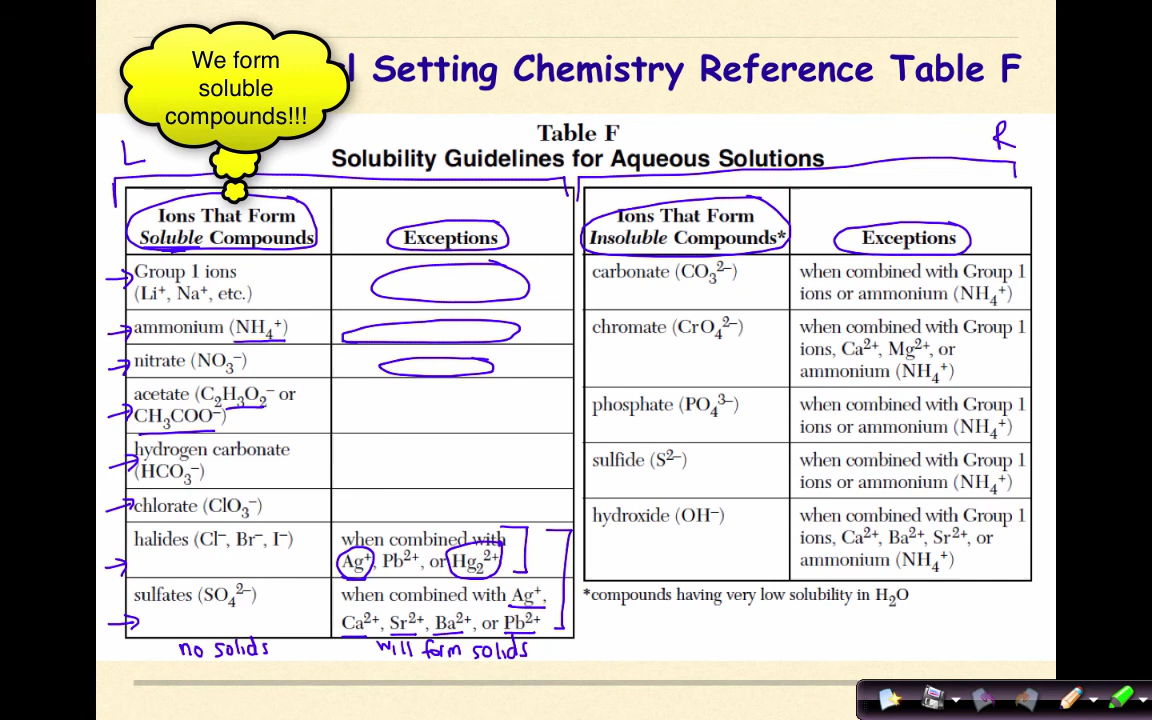 We form
soluble
compounds!!!
l Setting Chemistry Reference Table F
L
R
Table F
Solubility Guidelines for Aqueous Solutions
Ions That Form
Soluble Compounds
Exceptions
Group 1 ions
(Li⁺, Na⁺, etc.)
ammonium (NH₄⁺)
nitrate (NO₃⁻)
acetate (C₂H₃O₂⁻ or
CH₃COO⁻)
hydrogen carbonate
(HCO₃⁻)
chlorate (ClO₃⁻)
halides (Cl⁻, Br⁻, I⁻)
when combined with
Ag⁺, Pb²⁺, or Hg₂²⁺
sulfates (SO₄²⁻)
when combined with Ag⁺,
Ca²⁺, Sr²⁺, Ba²⁺, or Pb²⁺
no solids
will form solids
Ions That Form
Insoluble Compounds*
Exceptions
carbonate (CO₃²⁻)
when combined with Group 1
ions or ammonium (NH₄⁺)
chromate (CrO₄²⁻)
when combined with Group 1
ions, Ca²⁺, Mg²⁺, or
ammonium (NH₄⁺)
phosphate (PO₄³⁻)
when combined with Group 1
ions or ammonium (NH₄⁺)
sulfide (S²⁻)
when combined with Group 1
ions or ammonium (NH₄⁺)
hydroxide (OH⁻)
when combined with Group 1
ions, Ca²⁺, Ba²⁺, Sr²⁺, or
ammonium (NH₄⁺)
*compounds having very low solubility in H₂O